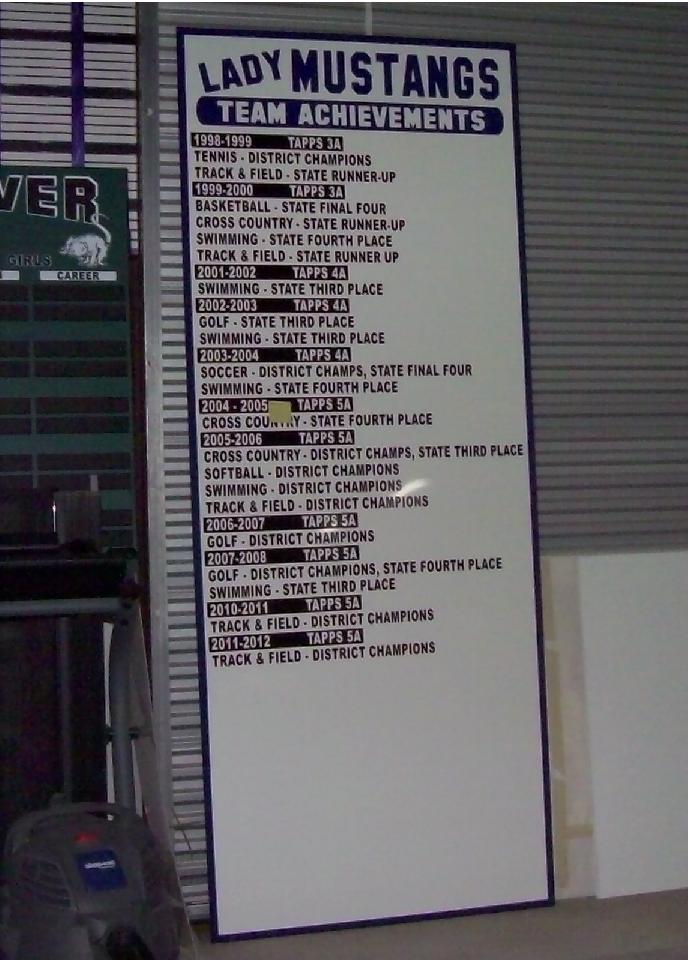 LADY MUSTANGS
TEAM ACHIEVEMENTS
1998-1999 TAPPS 3A
TENNIS - DISTRICT CHAMPIONS
TRACK & FIELD - STATE RUNNER-UP
1999-2000 TAPPS 3A
BASKETBALL - STATE FINAL FOUR
CROSS COUNTRY - STATE RUNNER-UP
SWIMMING - STATE FOURTH PLACE
TRACK & FIELD - STATE RUNNER UP
2001-2002 TAPPS 4A
SWIMMING - STATE THIRD PLACE
2002-2003 TAPPS 4A
GOLF - STATE THIRD PLACE
SWIMMING - STATE THIRD PLACE
2003-2004 TAPPS 4A
SOCCER - DISTRICT CHAMPS, STATE FINAL FOUR
SWIMMING - STATE FOURTH PLACE
2004 - 2005 TAPPS 5A
CROSS COUNTRY - STATE FOURTH PLACE
2005-2006 TAPPS 5A
CROSS COUNTRY - DISTRICT CHAMPS, STATE THIRD PLACE
SOFTBALL - DISTRICT CHAMPIONS
SWIMMING - DISTRICT CHAMPIONS
TRACK & FIELD - DISTRICT CHAMPIONS
2006-2007 TAPPS 5A
GOLF - DISTRICT CHAMPIONS
2007-2008 TAPPS 5A
GOLF - DISTRICT CHAMPIONS, STATE FOURTH PLACE
SWIMMING - STATE THIRD PLACE
2010-2011 TAPPS 5A
TRACK & FIELD - DISTRICT CHAMPIONS
2011-2012 TAPPS 5A
TRACK & FIELD - DISTRICT CHAMPIONS
VER
GIRLS
CAREER